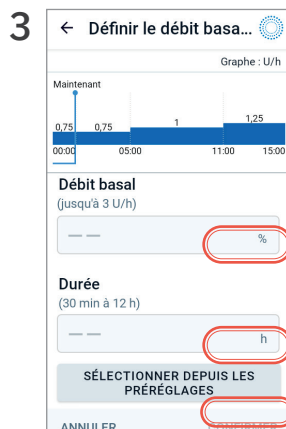 3
← Définir le débit basa...
Graphe : U/h
Maintenant
0,75 0,75 1 1,25
00:00 05:00 11:00 15:00
Débit basal
(jusqu'à 3 U/h)
— — %
Durée
(30 min à 12 h)
— — h
SÉLECTIONNER DEPUIS LES
PRÉRÉGLAGES
ANNULER CONFIRMER